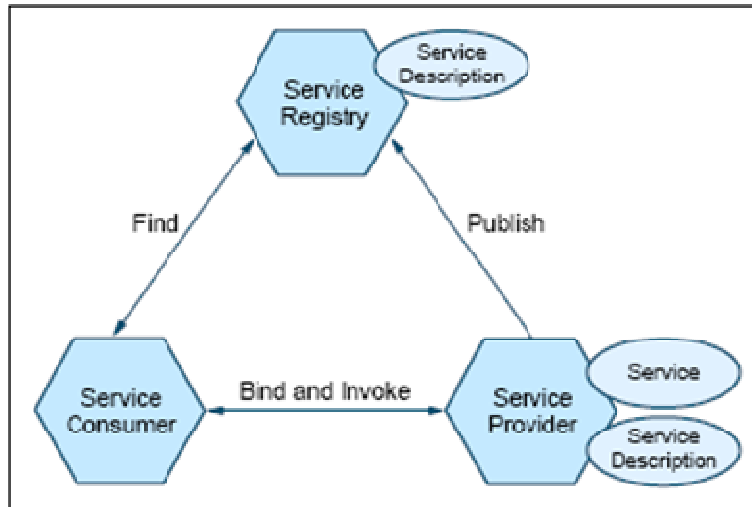 Service
Description
Service
Registry
Find
Publish
Bind and Invoke
Service
Consumer
Service
Provider
Service
Service
Description